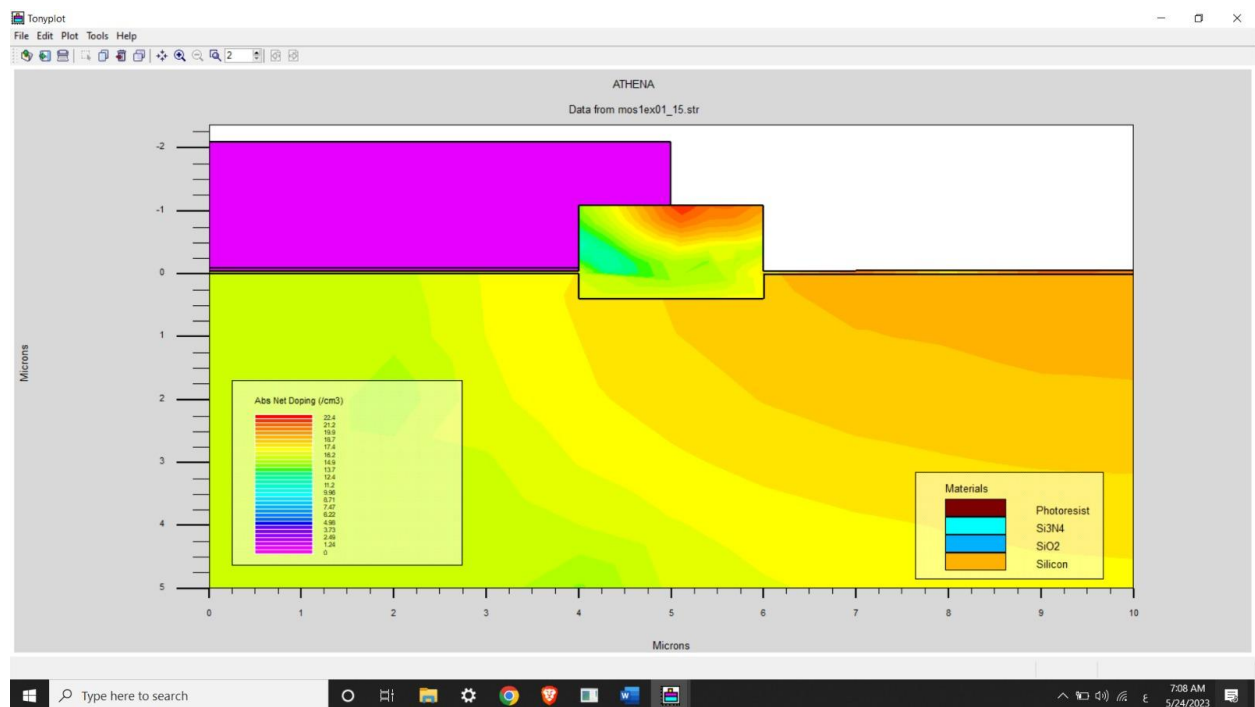 Tonyplot
File Edit Plot Tools Help
2
ATHENA
Data from mos1ex01_15.str
-2
-1
0
1
2
3
4
5
Microns
Abs Net Doping (/cm3)
22.4
21.2
19.9
18.7
17.4
16.2
14.9
13.7
12.4
11.2
9.96
8.71
7.47
6.22
4.98
3.73
2.49
1.24
0
Materials
Photoresist
Si3N4
SiO2
Silicon
0 1 2 3 4 5 6 7 8 9 10
Microns
Type here to search
ع
7:08 AM
5/24/2023